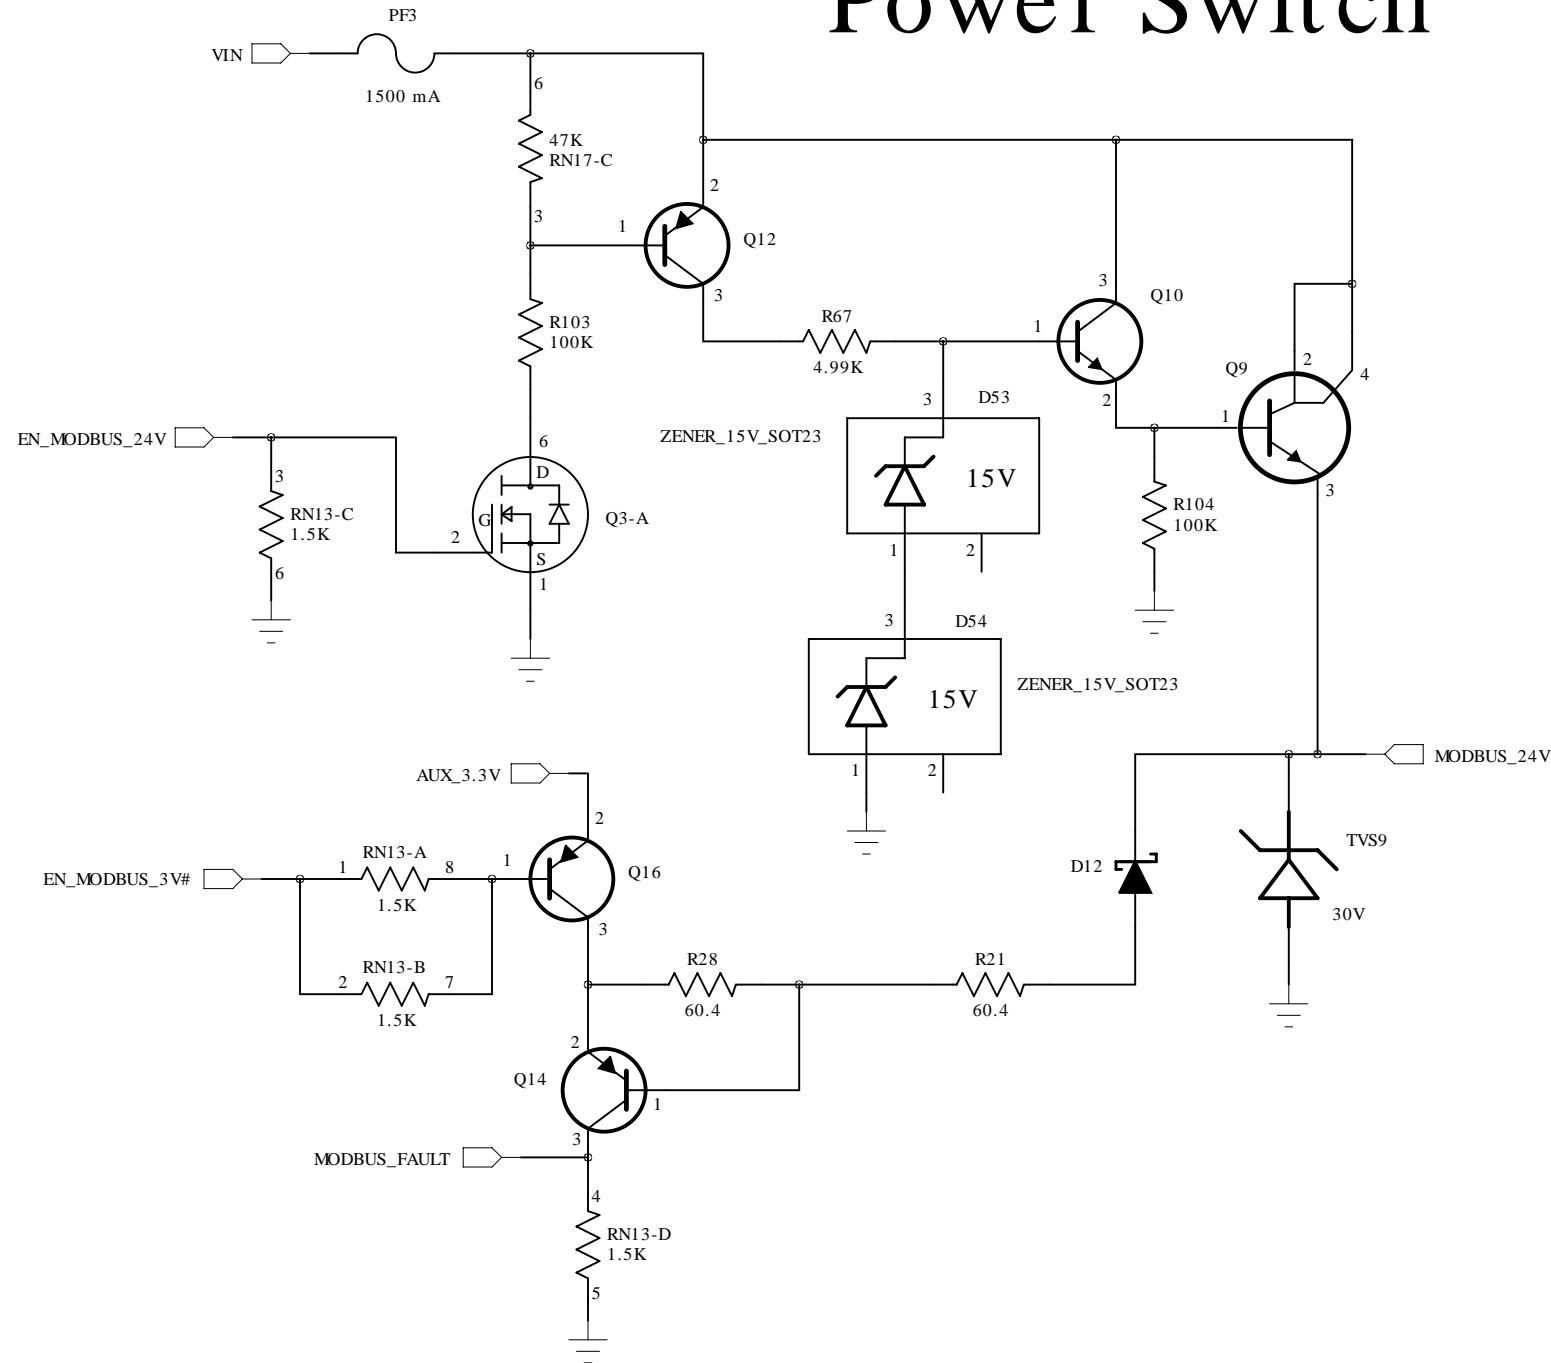 Power Switch
PF3
VIN
1500 mA
6
47K
RN17-C
3
2
1
Q12
3
R67
4.99K
3
Q10
1
2
R103
100K
Q9
2
4
1
3
EN_MODBUS_24V
3
RN13-C
1.5K
6
6
D
G
S
2
Q3-A
1
3
D53
ZENER_15V_SOT23
15V
1
2
R104
100K
3
D54
15V
ZENER_15V_SOT23
1
2
AUX_3.3V
2
MODBUS_24V
RN13-A
1
8
1.5K
EN_MODBUS_3V#
1
Q16
3
D12
TVS9
30V
RN13-B
2
7
1.5K
R28
60.4
R21
60.4
2
Q14
1
3
MODBUS_FAULT
4
RN13-D
1.5K
5